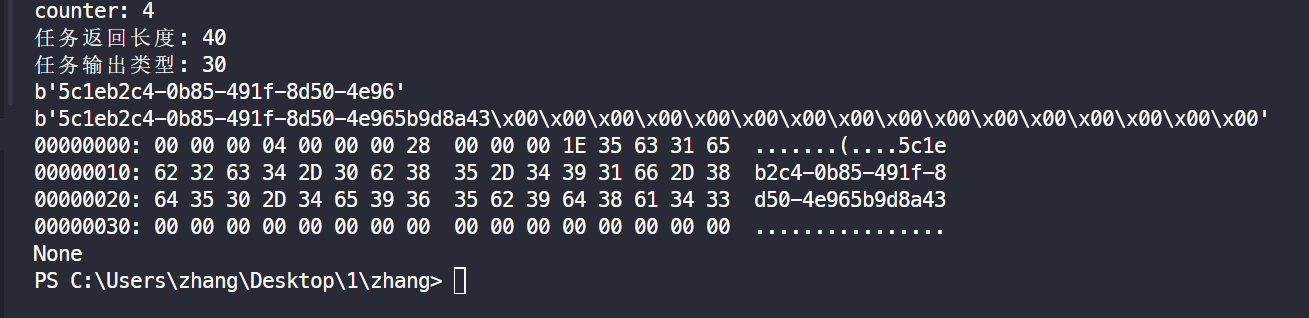 counter: 4
任务返回长度: 40
任务输出类型: 30
b'5c1eb2c4-0b85-491f-8d50-4e96'
b'5c1eb2c4-0b85-491f-8d50-4e965b9d8a43\x00\x00\x00\x00\x00\x00\x00\x00\x00\x00\x00\x00\x00\x00\x00\x00'
00000000: 00 00 00 04 00 00 00 28  00 00 00 1E 35 63 31 65  .......(....5c1e
00000010: 62 32 63 34 2D 30 62 38  35 2D 34 39 31 66 2D 38  b2c4-0b85-491f-8
00000020: 64 35 30 2D 34 65 39 36  35 62 39 64 38 61 34 33  d50-4e965b9d8a43
00000030: 00 00 00 00 00 00 00 00  00 00 00 00 00 00 00 00  ................
None
PS C:\Users\zhang\Desktop\1\zhang>